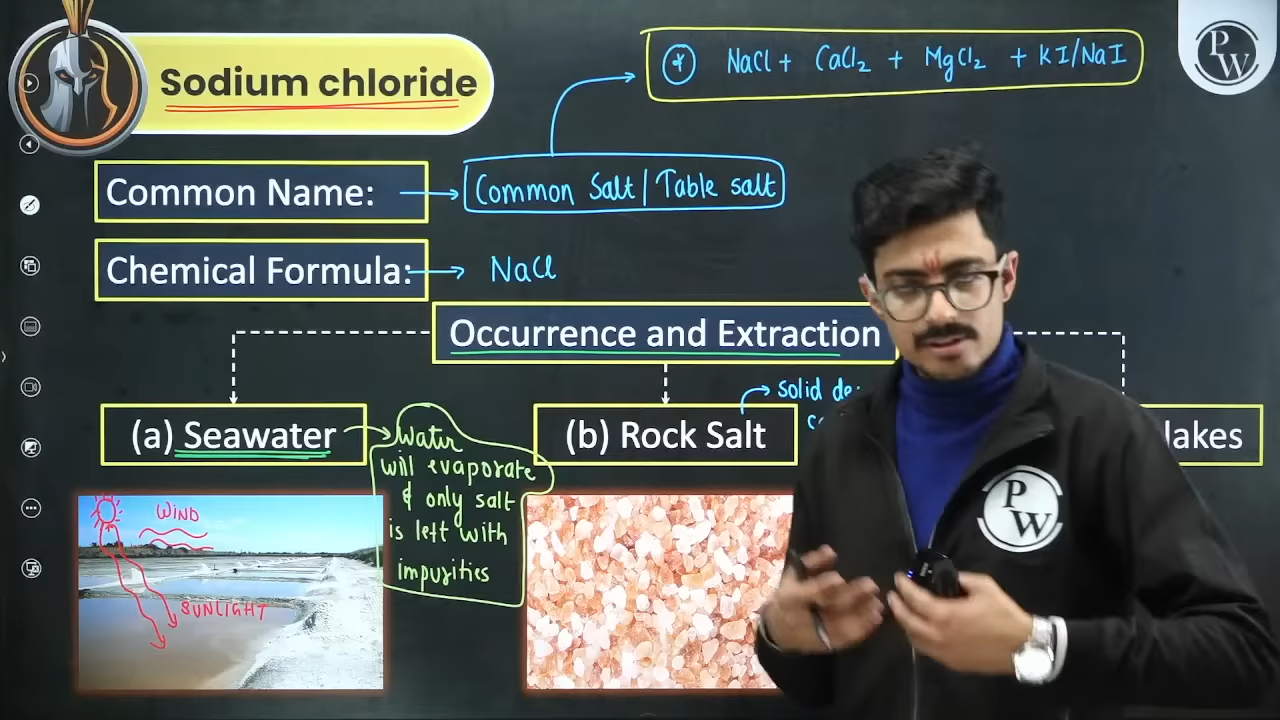 Sodium chloride
* NaCl + CaCl₂ + MgCl₂ + KI/NaI
PW
Common Name:
Common Salt | Table salt
Chemical Formula:
NaCl
Occurrence and Extraction
solid
(a) Seawater
(b) Rock Salt
lakes
Water
will evaporate
& only salt
is left with
impurities
WIND
SUNLIGHT
PW